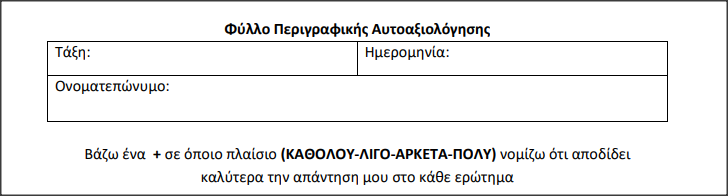 Φύλλο Περιγραφικής Αυτοαξιολόγησης
Τάξη: Ημερομηνία:
Ονοματεπώνυμο:
Βάζω ένα + σε όποιο πλαίσιο (ΚΑΘΟΛΟΥ-ΛΙΓΟ-ΑΡΚΕΤΑ-ΠΟΛΥ) νομίζω ότι αποδίδει
καλύτερα την απάντηση μου στο κάθε ερώτημα